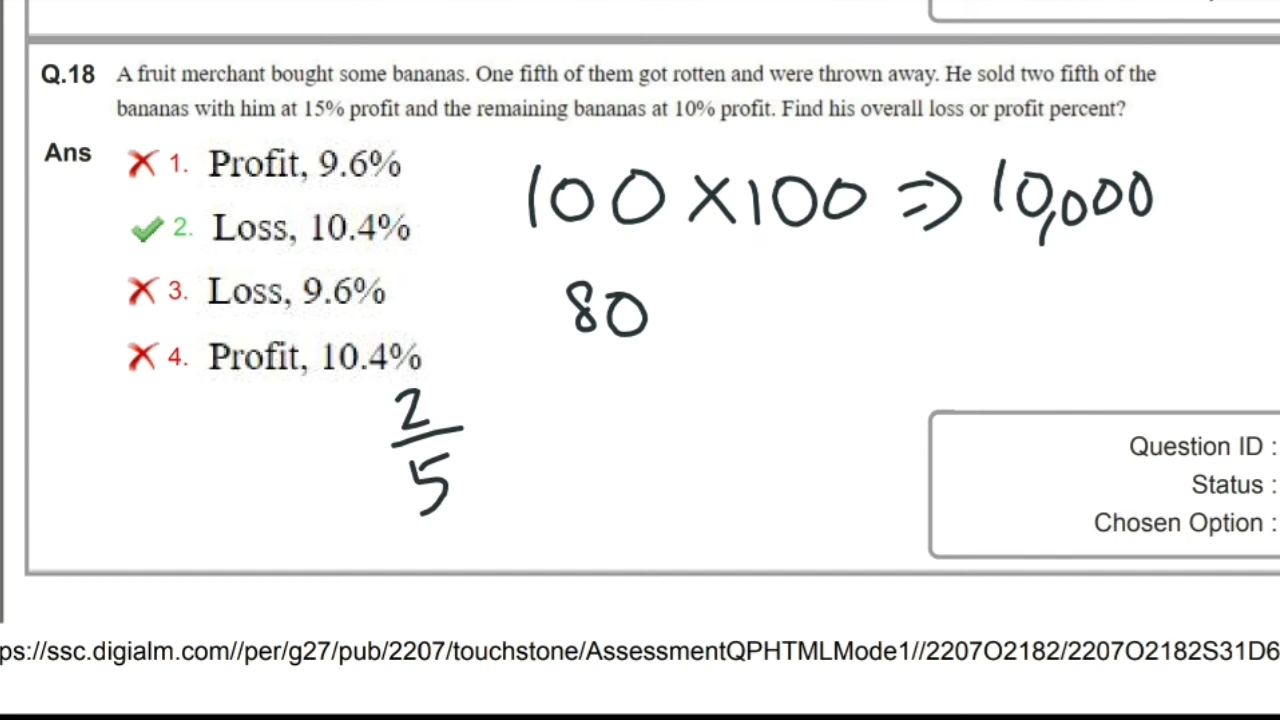 Q.18 A fruit merchant bought some bananas. One fifth of them got rotten and were thrown away. He sold two fifth of the
bananas with him at 15% profit and the remaining bananas at 10% profit. Find his overall loss or profit percent?
Ans
1. Profit, 9.6%
2. Loss, 10.4%
3. Loss, 9.6%
4. Profit, 10.4%
100 × 100 => 10,000
80
2
5
Question ID :
Status :
Chosen Option :
ps://ssc.digialm.com//per/g27/pub/2207/touchstone/AssessmentQPHTMLMode1//2207O2182/2207O2182S31D6